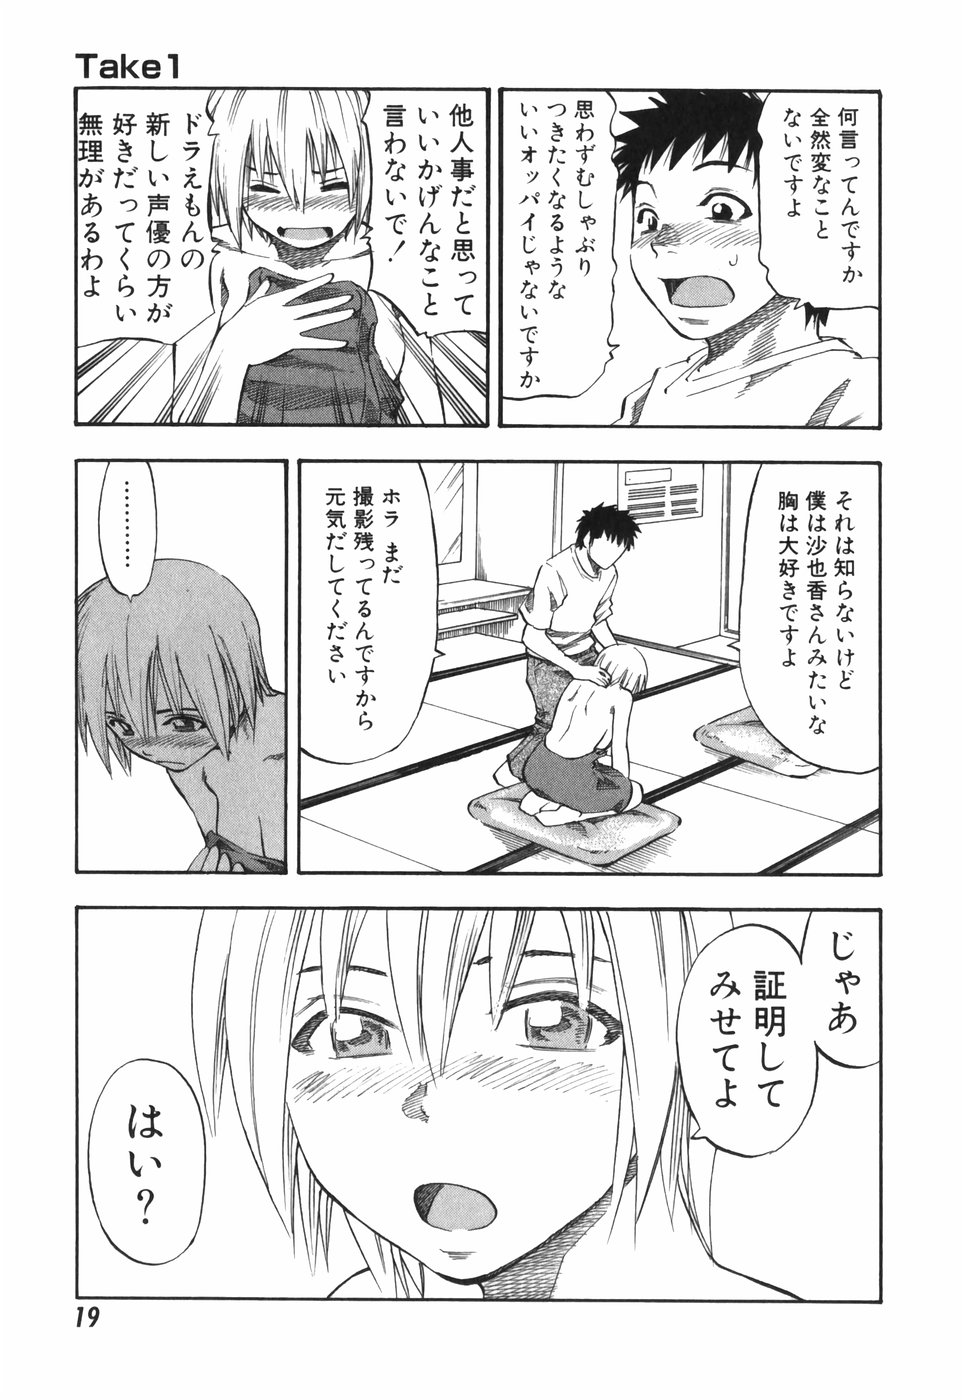 Take1
何言ってんですか
全然変なこと
ないですよ
思わずむしゃぶり
つきたくなるような
いいオッパイじゃないですか
他人事だと思って
いいかげんなこと
言わないで！
ドラえもんの
新しい声優の方が
好きだってくらい
無理があるわよ
それは知らないけど
僕は沙也香さんみたいな
胸は大好きですよ
ホラ まだ
撮影残ってるんですから
元気だしてください
…………
じゃあ
証明して
みせてよ
はい？
19